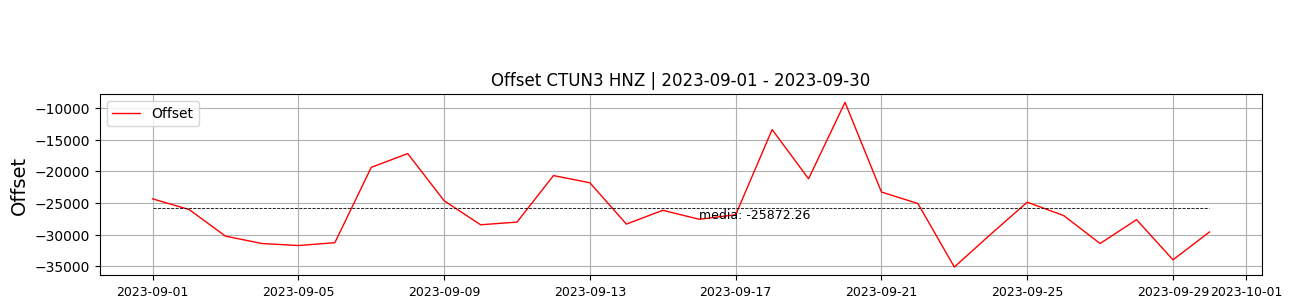 Offset CTUN3 HNZ | 2023-09-01 - 2023-09-30
Offset
Offset
−10000
−15000
−20000
−25000
−30000
−35000
media: -25872.26
2023-09-01 2023-09-05 2023-09-09 2023-09-13 2023-09-17 2023-09-21 2023-09-25 2023-09-29 2023-10-01